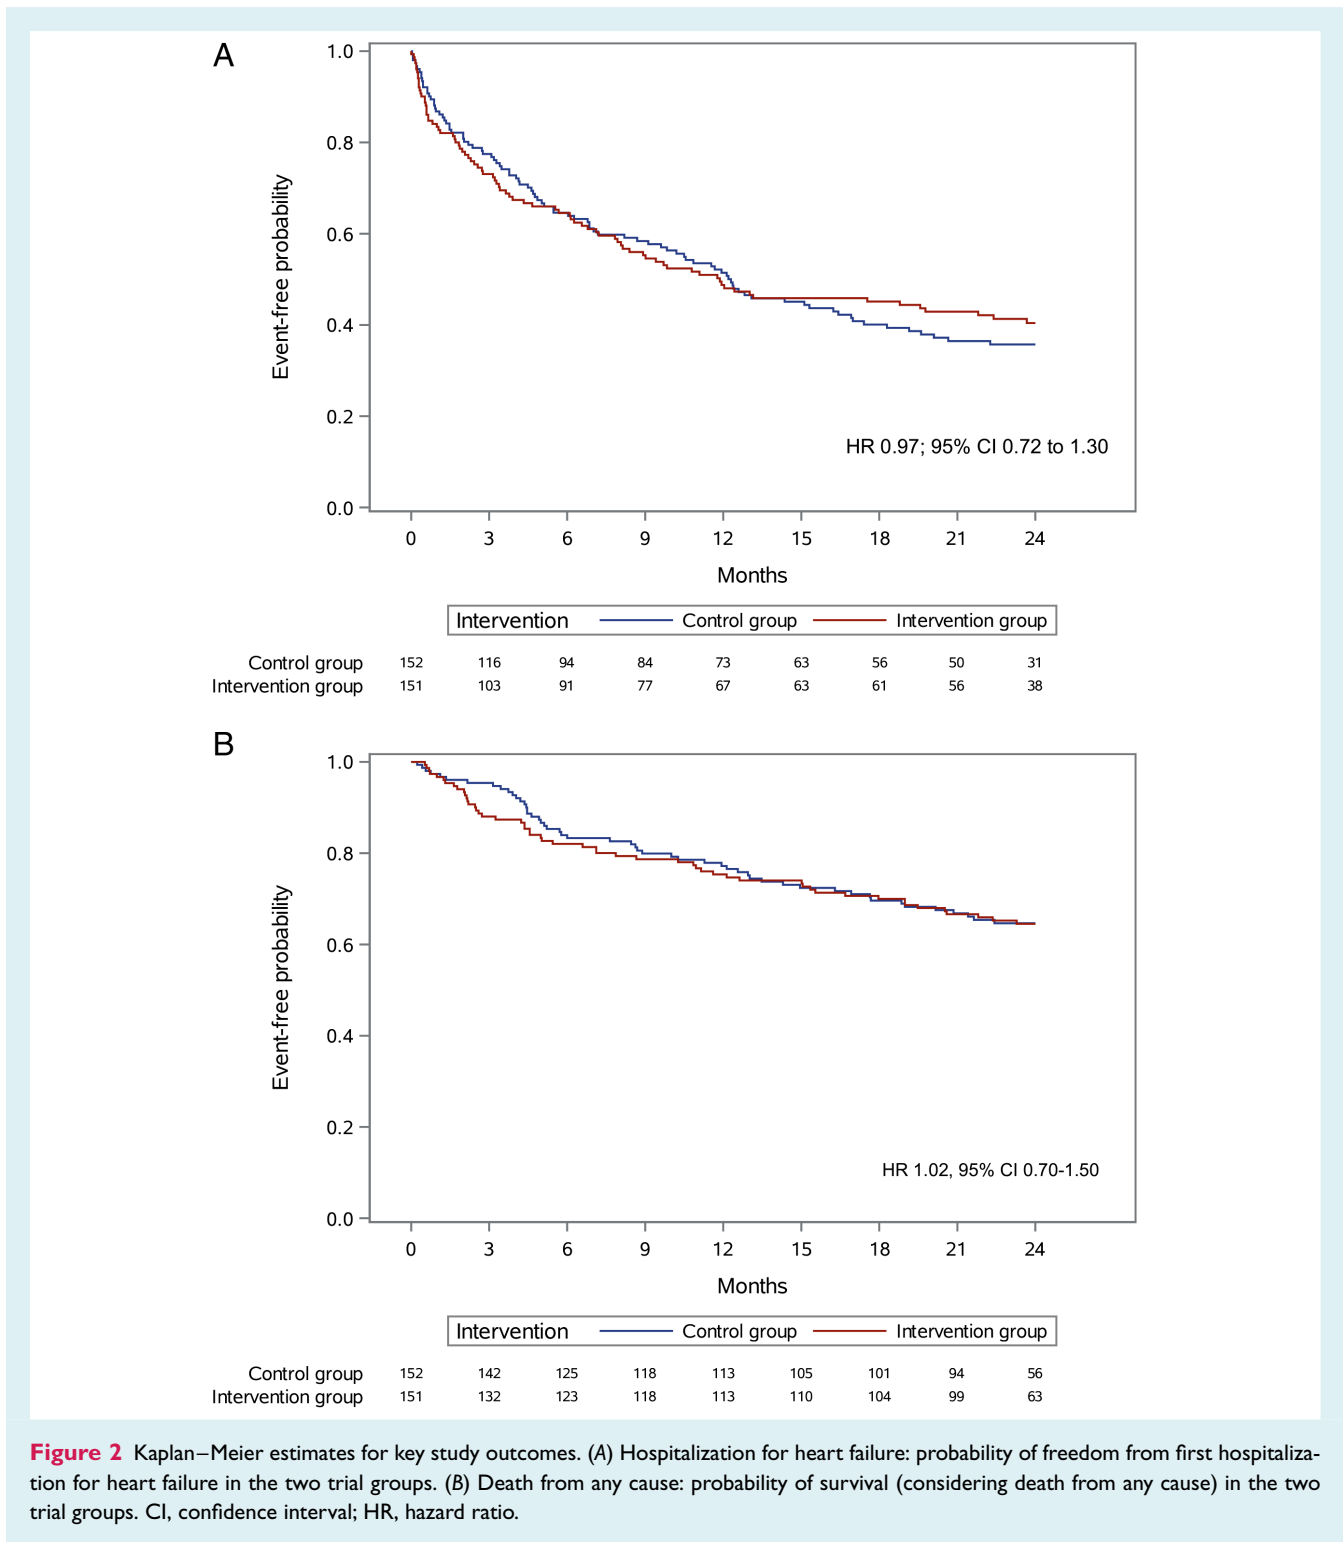 A
1.0
0.8
0.6
0.4
0.2
0.0
Event-free probability
HR 0.97; 95% CI 0.72 to 1.30
0 3 6 9 12 15 18 21 24
Months
Intervention Control group Intervention group
Control group 152 116 94 84 73 63 56 50 31
Intervention group 151 103 91 77 67 63 61 56 38
B
1.0
0.8
0.6
0.4
0.2
0.0
Event-free probability
HR 1.02, 95% CI 0.70-1.50
0 3 6 9 12 15 18 21 24
Months
Intervention Control group Intervention group
Control group 152 142 125 118 113 105 101 94 56
Intervention group 151 132 123 118 113 110 104 99 63
Figure 2 Kaplan–Meier estimates for key study outcomes. (A) Hospitalization for heart failure: probability of freedom from first hospitaliza-
tion for heart failure in the two trial groups. (B) Death from any cause: probability of survival (considering death from any cause) in the two
trial groups. CI, confidence interval; HR, hazard ratio.